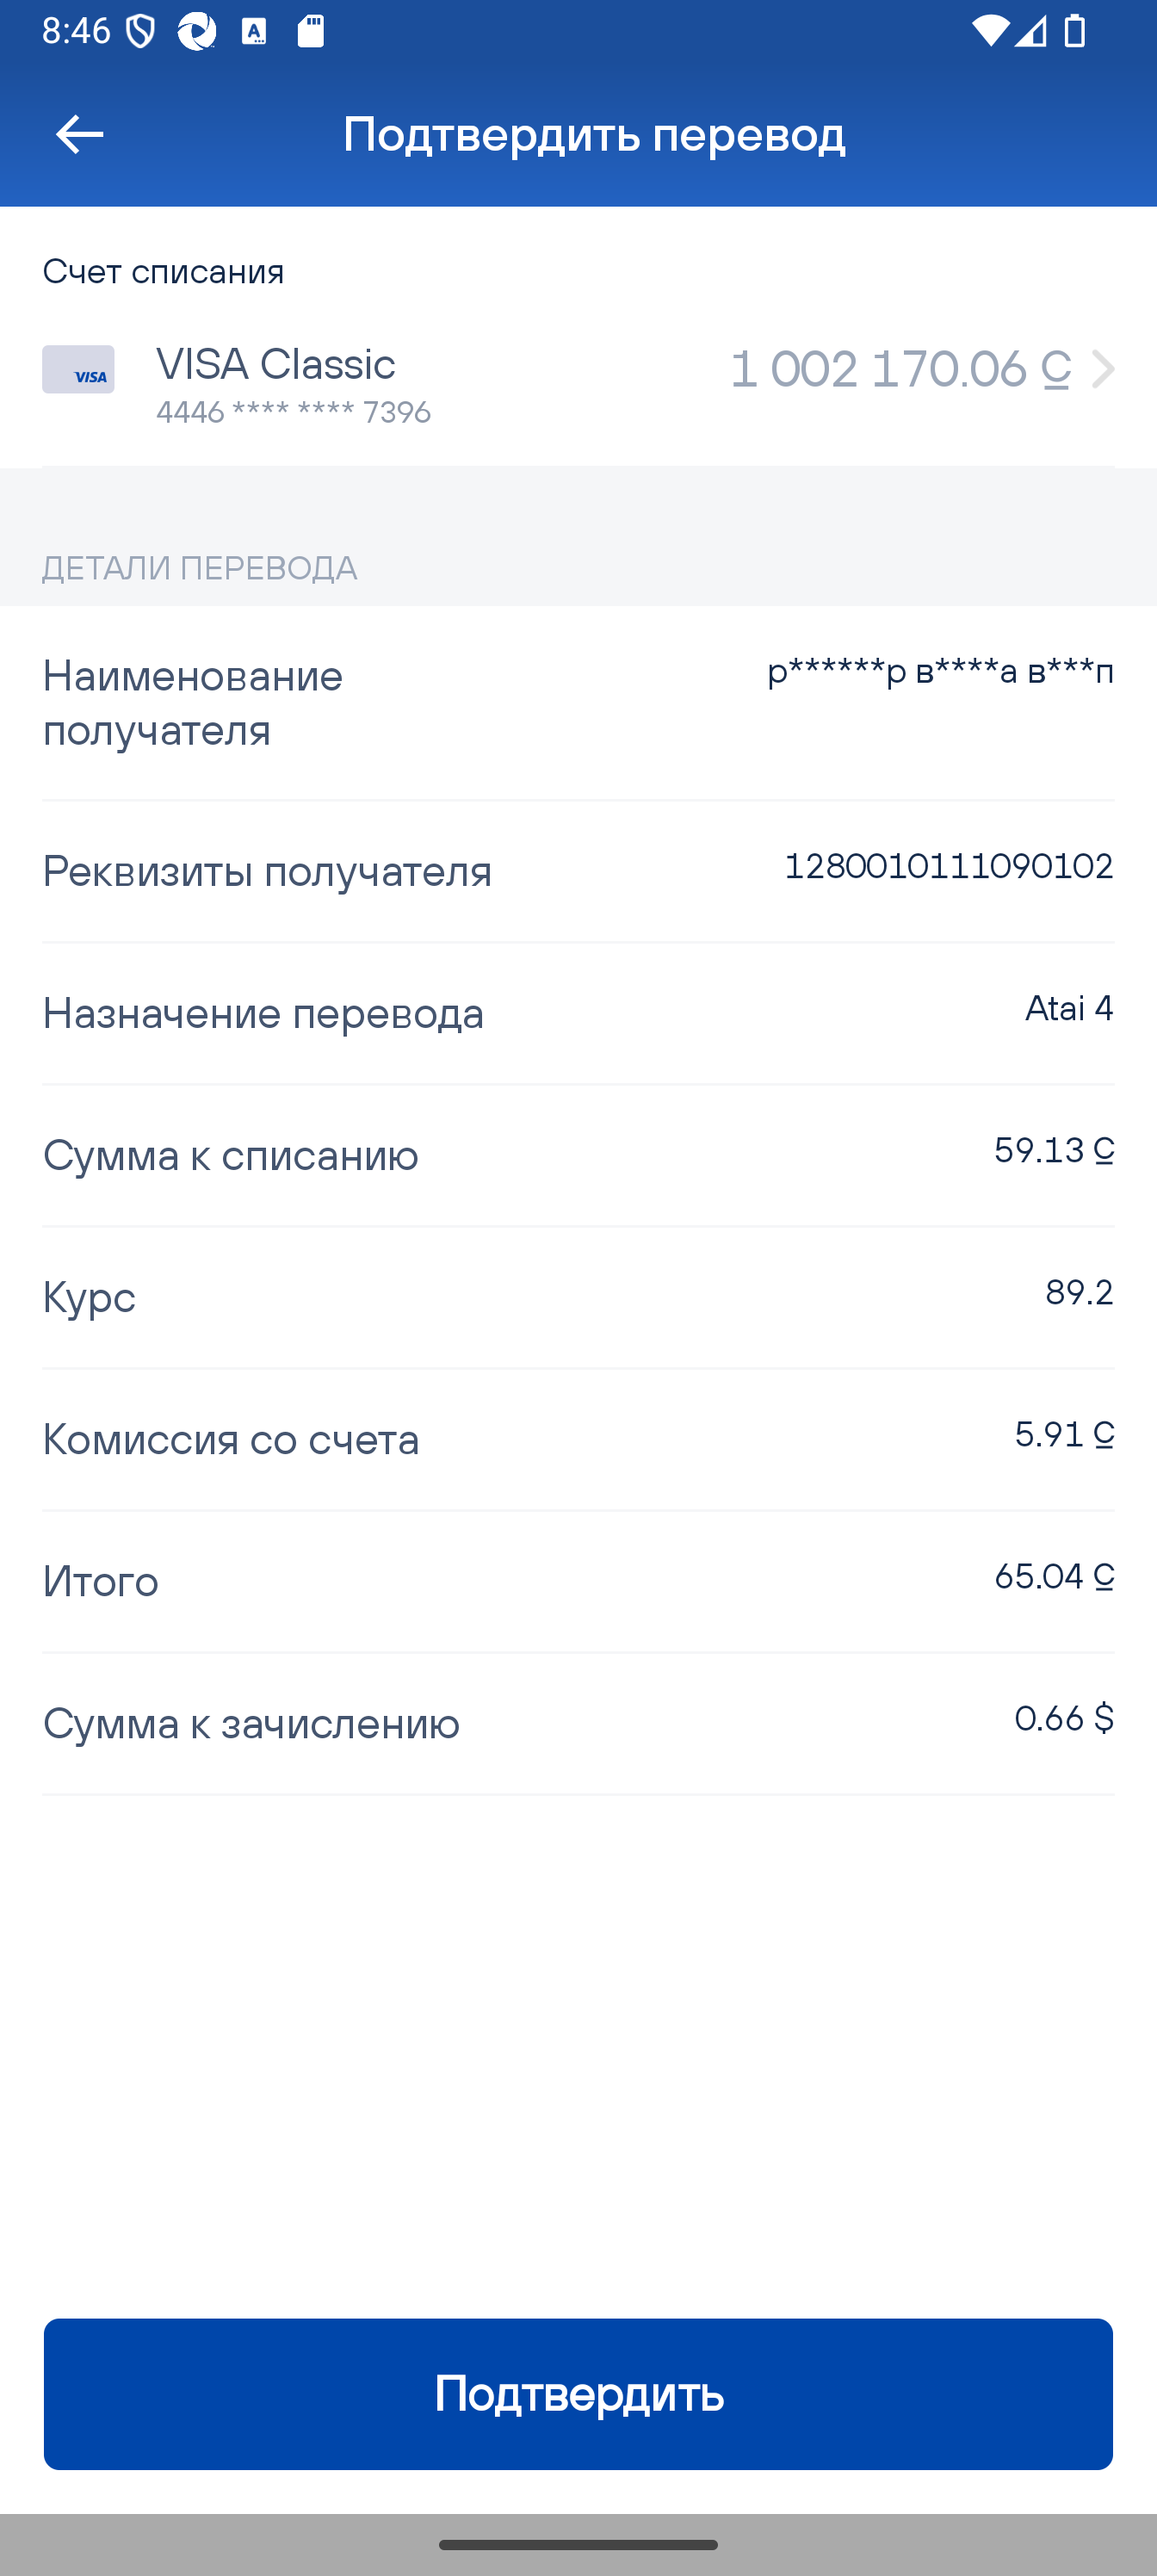 8:46
Подтвердить перевод
Счет списания
VISA
VISA Classic
1 002 170.06 С
4446 **** **** 7396
ДЕТАЛИ ПЕРЕВОДА
Наименование
получателя
р******р в****а в***п
Реквизиты получателя
1280010111090102
Назначение перевода
Atai 4
Сумма к списанию
59.13 С
Курс
89.2
Комиссия со счета
5.91 С
Итого
65.04 С
Сумма к зачислению
0.66 $
Подтвердить